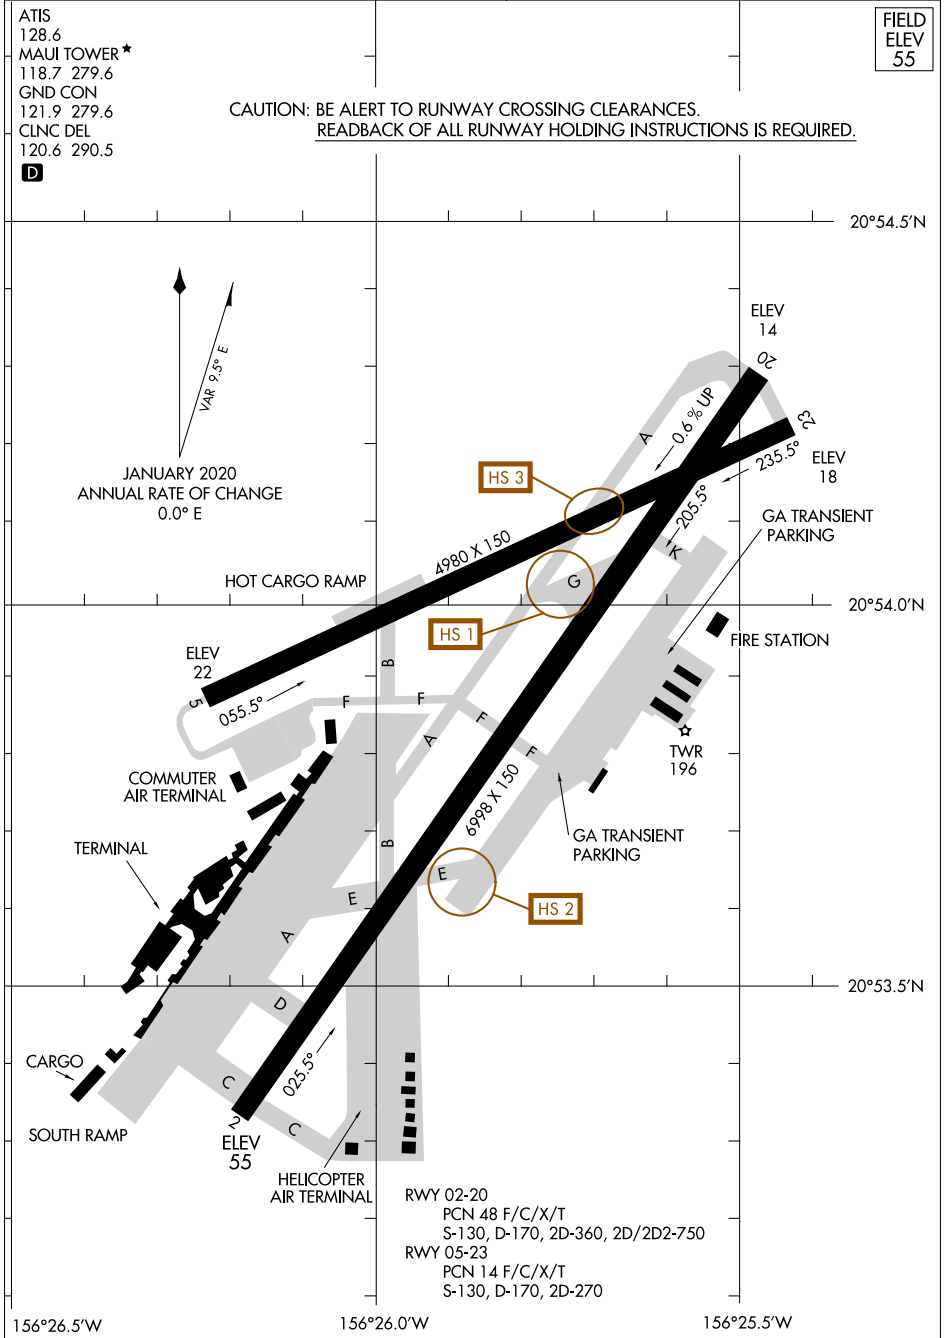 ATIS
128.6
MAUI TOWER★
118.7 279.6
GND CON
121.9 279.6
CLNC DEL
120.6 290.5
D
FIELD
ELEV
55
CAUTION: BE ALERT TO RUNWAY CROSSING CLEARANCES.
READBACK OF ALL RUNWAY HOLDING INSTRUCTIONS IS REQUIRED.
20°54.5'N
VAR 9.5° E
JANUARY 2020
ANNUAL RATE OF CHANGE
0.0° E
ELEV
14
20
A
0.6% UP
23
235.5°
ELEV
18
HS 3
205.5°
GA TRANSIENT
PARKING
K
4980 X 150
HOT CARGO RAMP
G
20°54.0'N
HS 1
FIRE STATION
ELEV
22
B
5
055.5°
F
F
F
F
A
TWR
196
COMMUTER
AIR TERMINAL
6998 X 150
TERMINAL
B
GA TRANSIENT
PARKING
E
E
HS 2
A
20°53.5'N
D
CARGO
C
025.5°
SOUTH RAMP
2
C
ELEV
55
HELICOPTER
AIR TERMINAL
RWY 02-20
PCN 48 F/C/X/T
S-130, D-170, 2D-360, 2D/2D2-750
RWY 05-23
PCN 14 F/C/X/T
S-130, D-170, 2D-270
156°26.5'W
156°26.0'W
156°25.5'W